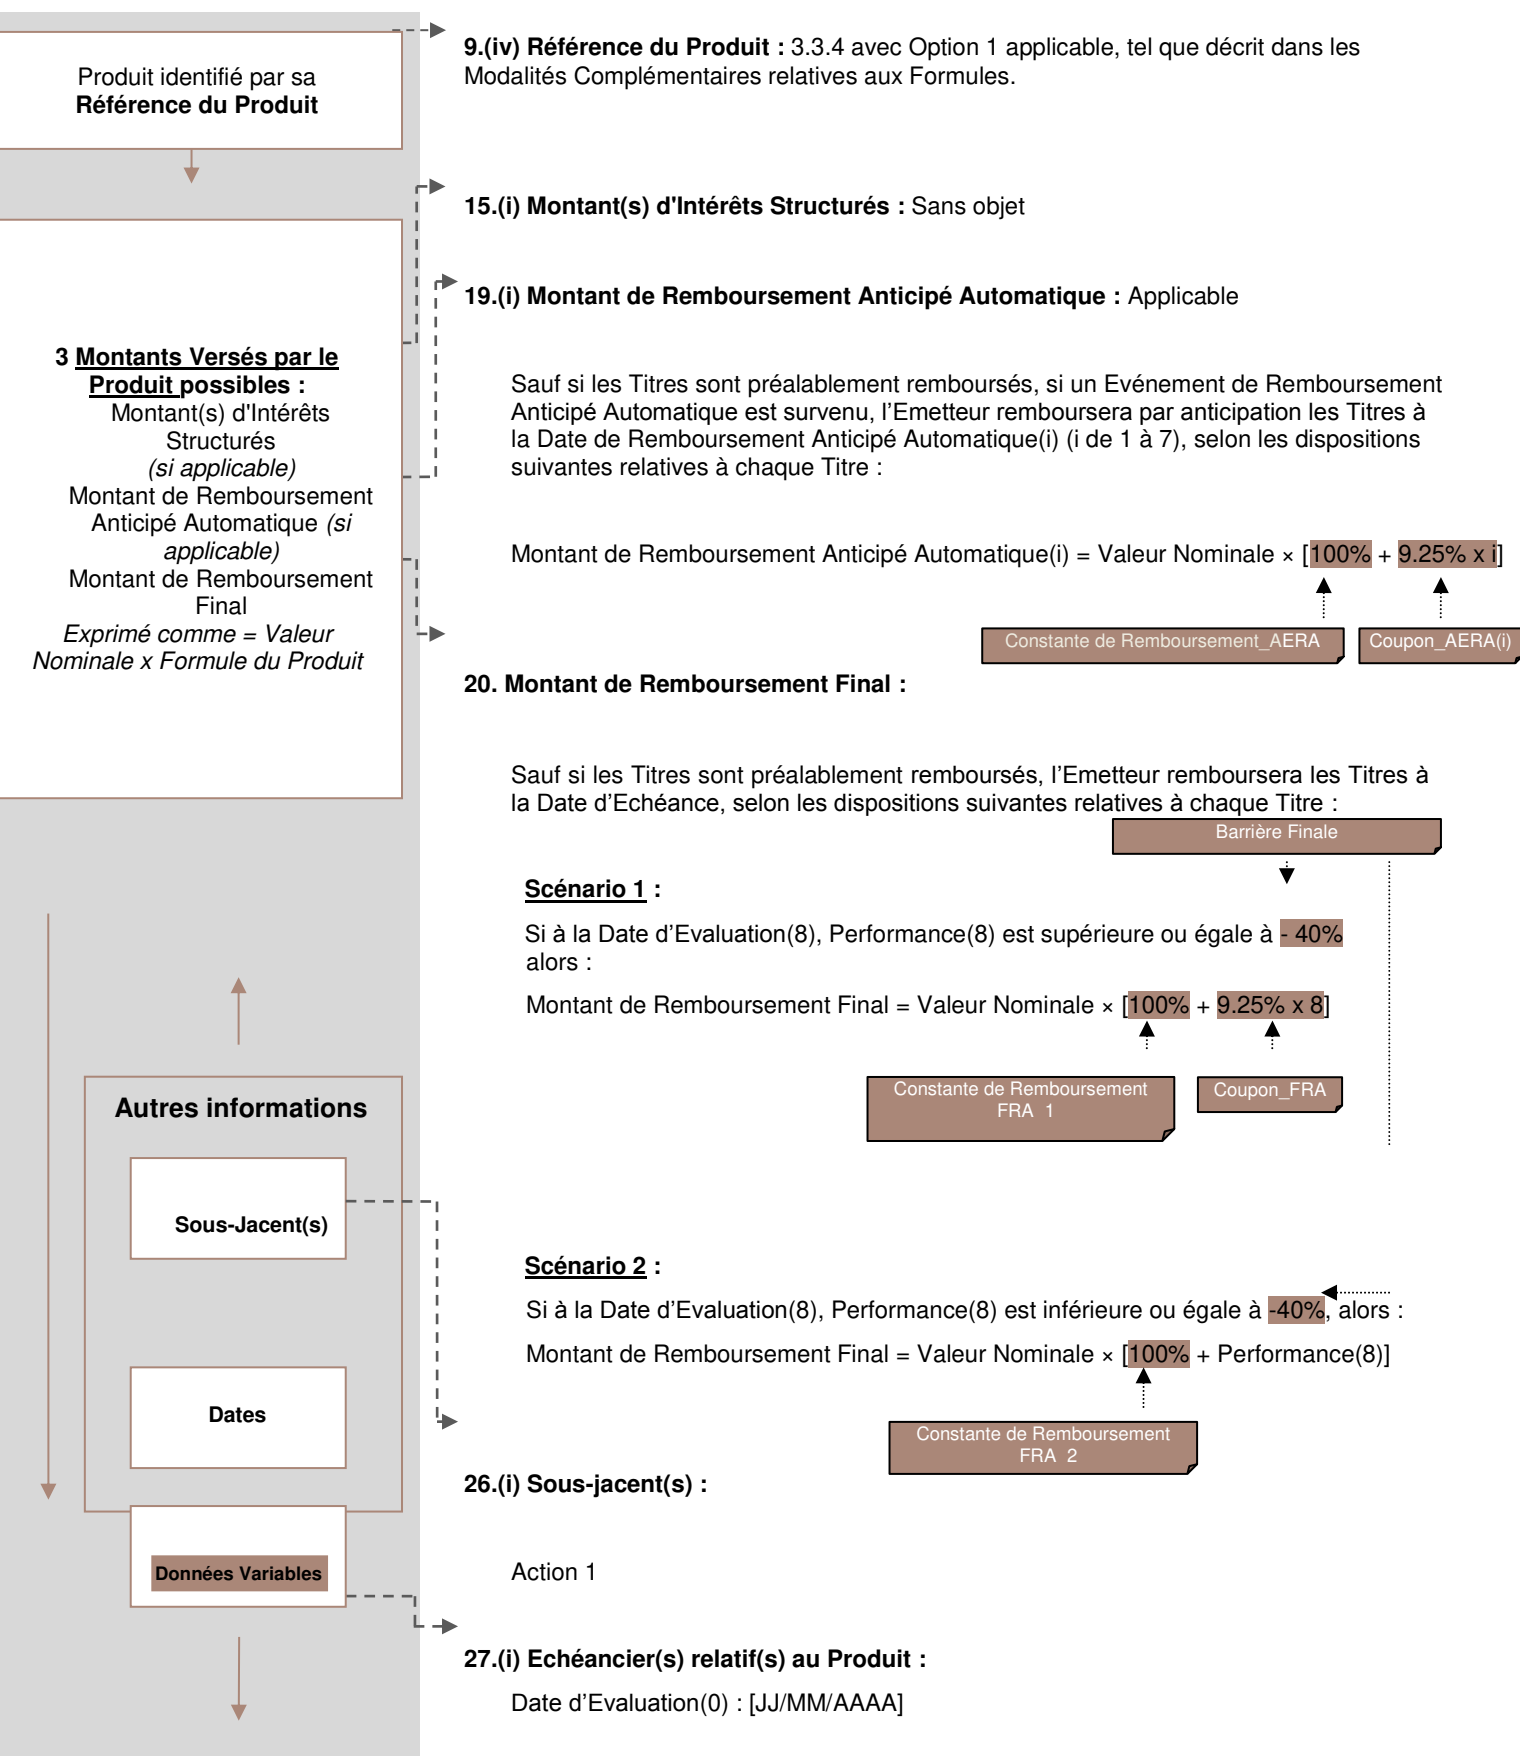 Produit identifié par sa
Référence du Produit
9.(iv) Référence du Produit : 3.3.4 avec Option 1 applicable, tel que décrit dans les
Modalités Complémentaires relatives aux Formules.
3 Montants Versés par le
Produit possibles :
Montant(s) d'Intérêts
Structurés
(si applicable)
Montant de Remboursement
Anticipé Automatique (si
applicable)
Montant de Remboursement
Final
Exprimé comme = Valeur
Nominale x Formule du Produit
15.(i) Montant(s) d'Intérêts Structurés : Sans objet
19.(i) Montant de Remboursement Anticipé Automatique : Applicable
Sauf si les Titres sont préalablement remboursés, si un Evénement de Remboursement
Anticipé Automatique est survenu, l'Emetteur remboursera par anticipation les Titres à
la Date de Remboursement Anticipé Automatique(i) (i de 1 à 7), selon les dispositions
suivantes relatives à chaque Titre :
Montant de Remboursement Anticipé Automatique(i) = Valeur Nominale × [100% + 9.25% x i]
Constante de Remboursement_AERA
Coupon_AERA(i)
20. Montant de Remboursement Final :
Sauf si les Titres sont préalablement remboursés, l'Emetteur remboursera les Titres à
la Date d'Echéance, selon les dispositions suivantes relatives à chaque Titre :
Barrière Finale
Scénario 1 :
Si à la Date d'Evaluation(8), Performance(8) est supérieure ou égale à - 40%
alors :
Montant de Remboursement Final = Valeur Nominale × [100% + 9.25% x 8]
Constante de Remboursement
FRA 1
Coupon_FRA
Autres informations
Sous-Jacent(s)
Dates
Données Variables
Scénario 2 :
Si à la Date d'Evaluation(8), Performance(8) est inférieure ou égale à -40%, alors :
Montant de Remboursement Final = Valeur Nominale × [100% + Performance(8)]
Constante de Remboursement
FRA 2
26.(i) Sous-jacent(s) :
Action 1
27.(i) Echéancier(s) relatif(s) au Produit :
Date d'Evaluation(0) : [JJ/MM/AAAA]